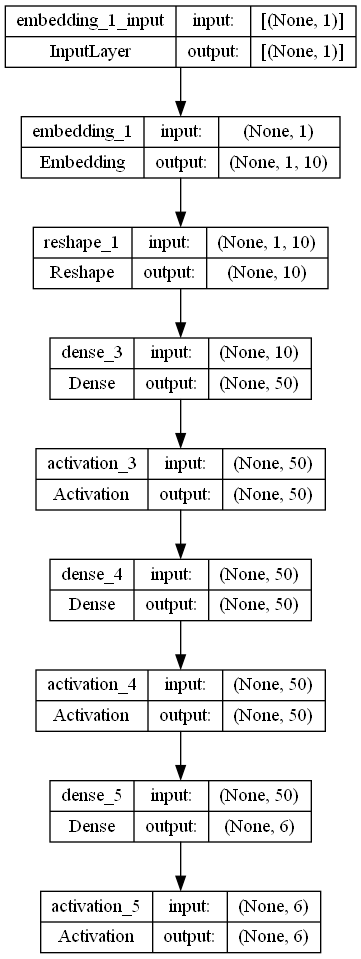 embedding_1_input input: [(None, 1)]
InputLayer output: [(None, 1)]
embedding_1 input: (None, 1)
Embedding output: (None, 1, 10)
reshape_1 input: (None, 1, 10)
Reshape output: (None, 10)
dense_3 input: (None, 10)
Dense output: (None, 50)
activation_3 input: (None, 50)
Activation output: (None, 50)
dense_4 input: (None, 50)
Dense output: (None, 50)
activation_4 input: (None, 50)
Activation output: (None, 50)
dense_5 input: (None, 50)
Dense output: (None, 6)
activation_5 input: (None, 6)
Activation output: (None, 6)